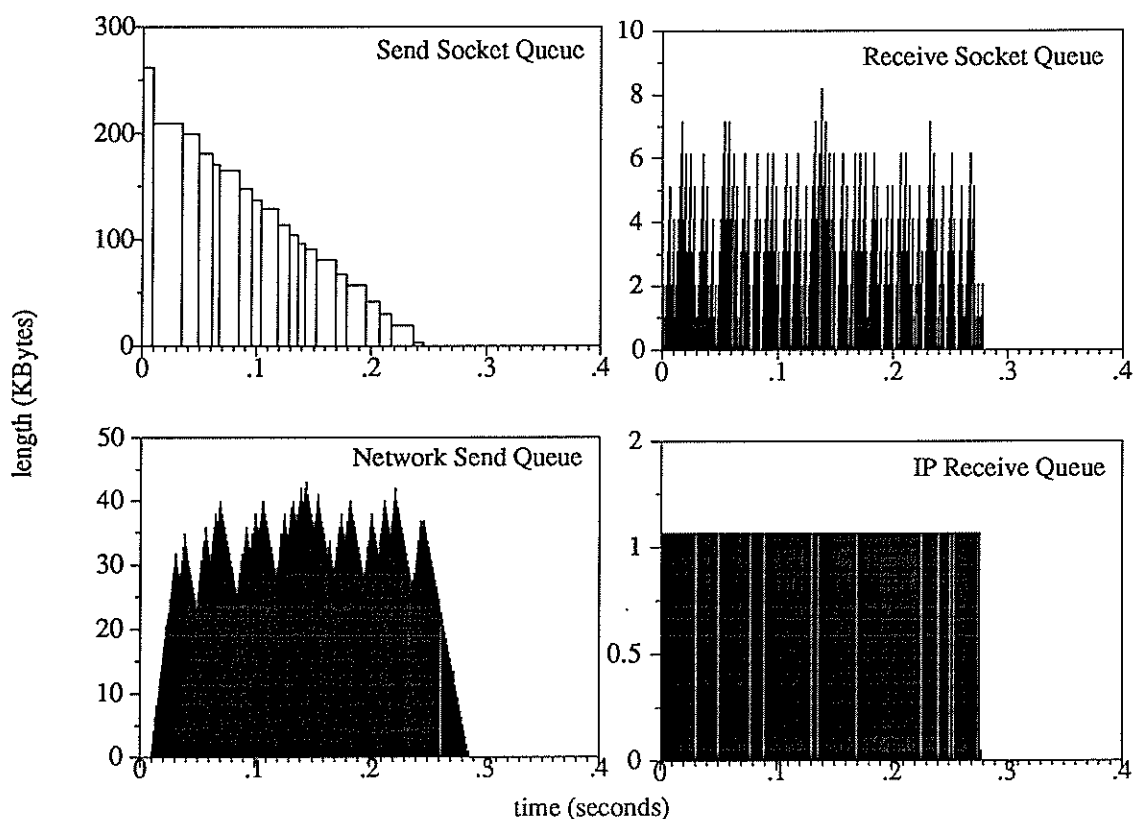 Send Socket Queue
300
200
100
0
0 .1 .2 .3 .4
Receive Socket Queue
10
8
6
4
2
0
0 .1 .2 .3 .4
length (KBytes)
Network Send Queue
50
40
30
20
10
0
0 .1 .2 .3 .4
IP Receive Queue
2
1
0.5
0
0 .1 .2 .3 .4
time (seconds)